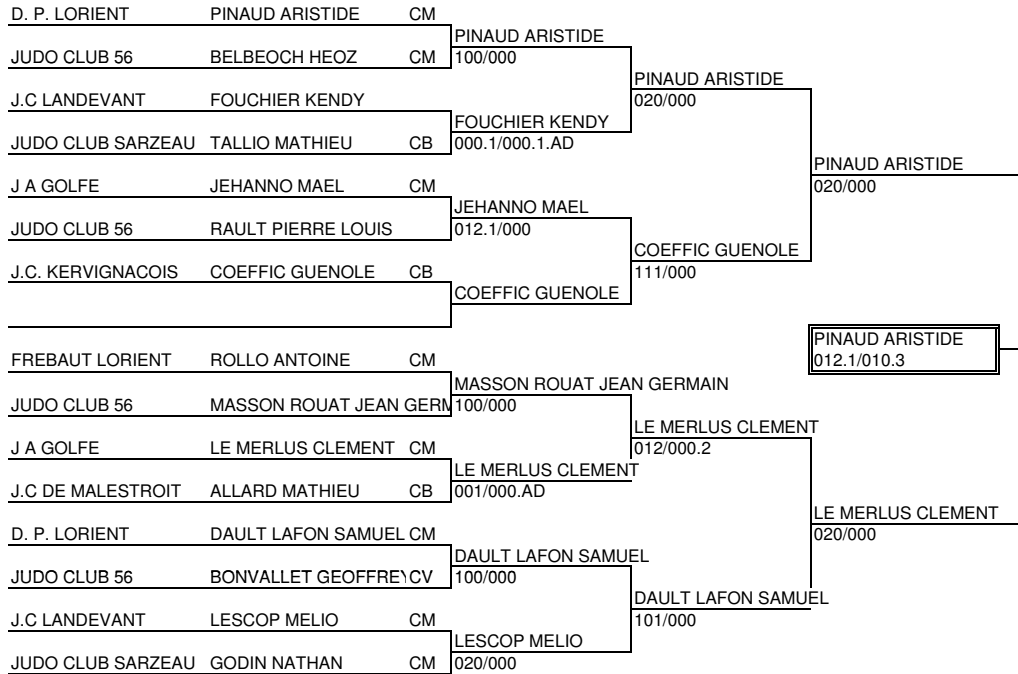 D. P. LORIENT PINAUD ARISTIDE CM
PINAUD ARISTIDE
JUDO CLUB 56 BELBEOCH HEOZ CM 100/000
PINAUD ARISTIDE
J.C LANDEVANT FOUCHIER KENDY 020/000
FOUCHIER KENDY
JUDO CLUB SARZEAU TALLIO MATHIEU CB 000.1/000.1.AD
PINAUD ARISTIDE
J A GOLFE JEHANNO MAEL CM 020/000
JEHANNO MAEL
JUDO CLUB 56 RAULT PIERRE LOUIS 012.1/000
COEFFIC GUENOLE
J.C. KERVIGNACOIS COEFFIC GUENOLE CB 111/000
COEFFIC GUENOLE
PINAUD ARISTIDE
FREBAUT LORIENT ROLLO ANTOINE CM 012.1/010.3
MASSON ROUAT JEAN GERMAIN
JUDO CLUB 56 MASSON ROUAT JEAN GERM 100/000
LE MERLUS CLEMENT
J A GOLFE LE MERLUS CLEMENT CM 012/000.2
LE MERLUS CLEMENT
J.C DE MALESTROIT ALLARD MATHIEU CB 001/000.AD
LE MERLUS CLEMENT
D. P. LORIENT DAULT LAFON SAMUEL CM 020/000
DAULT LAFON SAMUEL
JUDO CLUB 56 BONVALLET GEOFFREY CV 100/000
DAULT LAFON SAMUEL
J.C LANDEVANT LESCOP MELIO CM 101/000
LESCOP MELIO
JUDO CLUB SARZEAU GODIN NATHAN CM 020/000